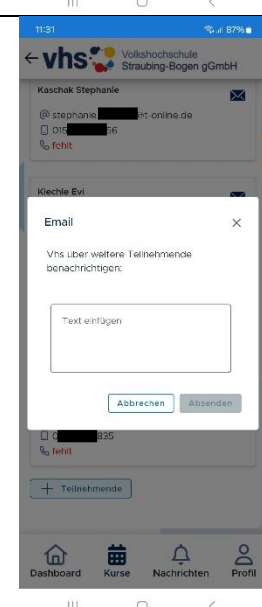 11:31
87%
vhs
Volkshochschule
Straubing-Bogen gGmbH
Kaschak Stephanie
@ stephanie t-online.de
015 56
fehlt
Kiechle Evi
Email
Vhs über weitere Teilnehmende
benachrichtigen:
Text einfügen
Abbrechen
Absenden
0 835
fehlt
+ Teilnehmende
Dashboard Kurse Nachrichten Profil